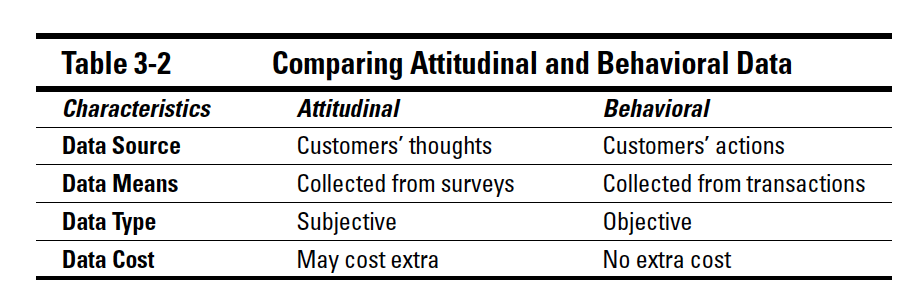 Table 3-2 Comparing Attitudinal and Behavioral Data
Characteristics Attitudinal Behavioral
Data Source Customers’ thoughts Customers’ actions
Data Means Collected from surveys Collected from transactions
Data Type Subjective Objective
Data Cost May cost extra No extra cost